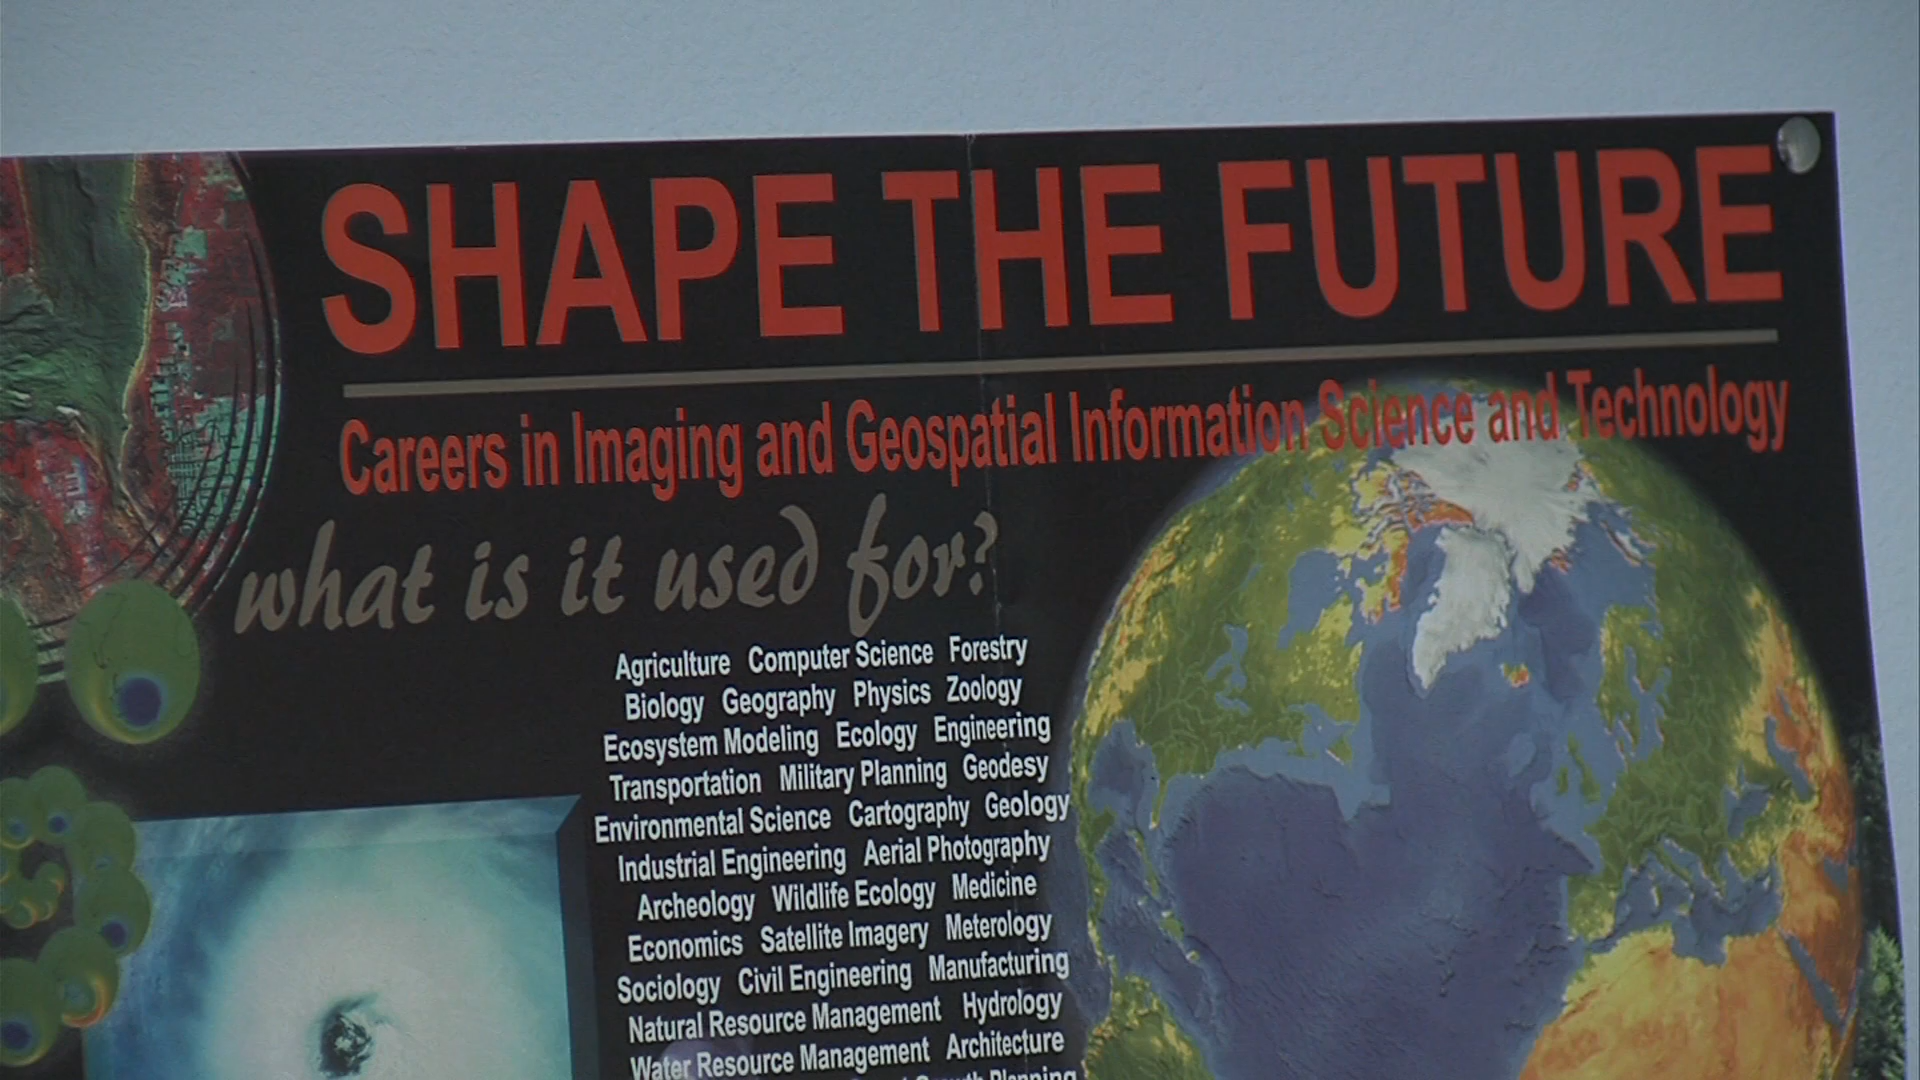 SHAPE THE FUTURE
Careers in Imaging and Geospatial Information Science and Technology
what is it used for?
Agriculture Computer Science Forestry
Biology Geography Physics Zoology
Ecosystem Modeling Ecology Engineering
Transportation Military Planning Geodesy
Environmental Science Cartography Geology
Industrial Engineering Aerial Photography
Archeology Wildlife Ecology Medicine
Economics Satellite Imagery Meterology
Sociology Civil Engineering Manufacturing
Natural Resource Management Hydrology
Water Resource Management Architecture
Growth Planning